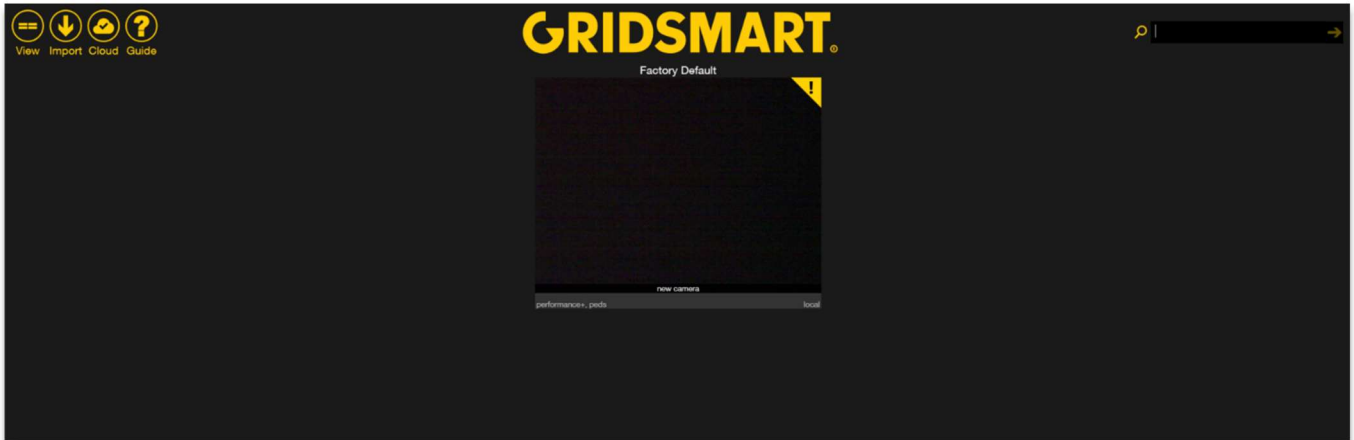 View Import Cloud Guide
GRIDSMART®
Factory Default
!
new camera
performance+, peds
local